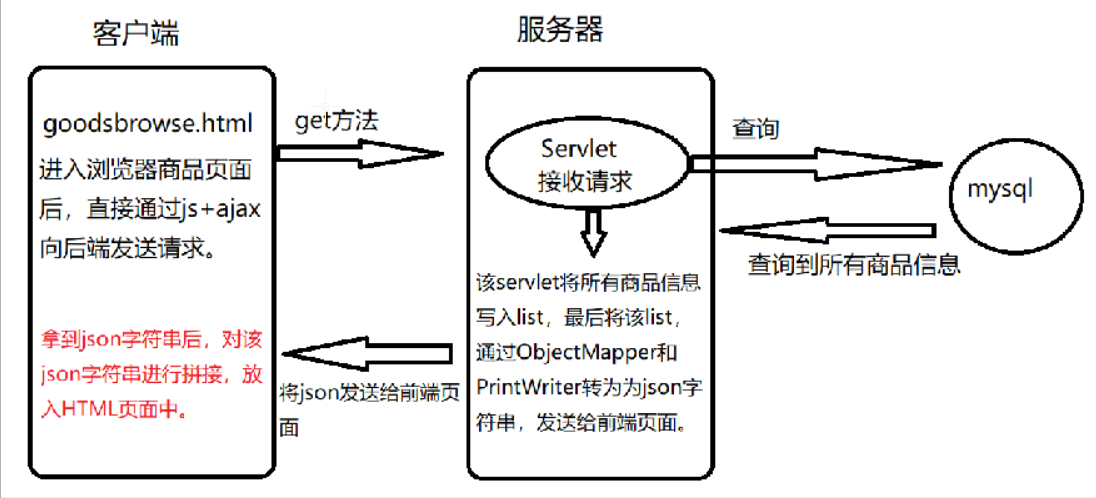 客户端
服务器
goodsbrowse.html
进入浏览器商品页面
后，直接通过js+ajax
向后端发送请求。
拿到json字符串后，对该
json字符串进行拼接，放
入HTML页面中。
get方法
将json发送给前端页
面
Servlet
接收请求
该servlet将所有商品信息
写入list，最后将该list，
通过ObjectMapper和
PrintWriter转为为json字
符串，发送给前端页面。
查询
mysql
查询到所有商品信息